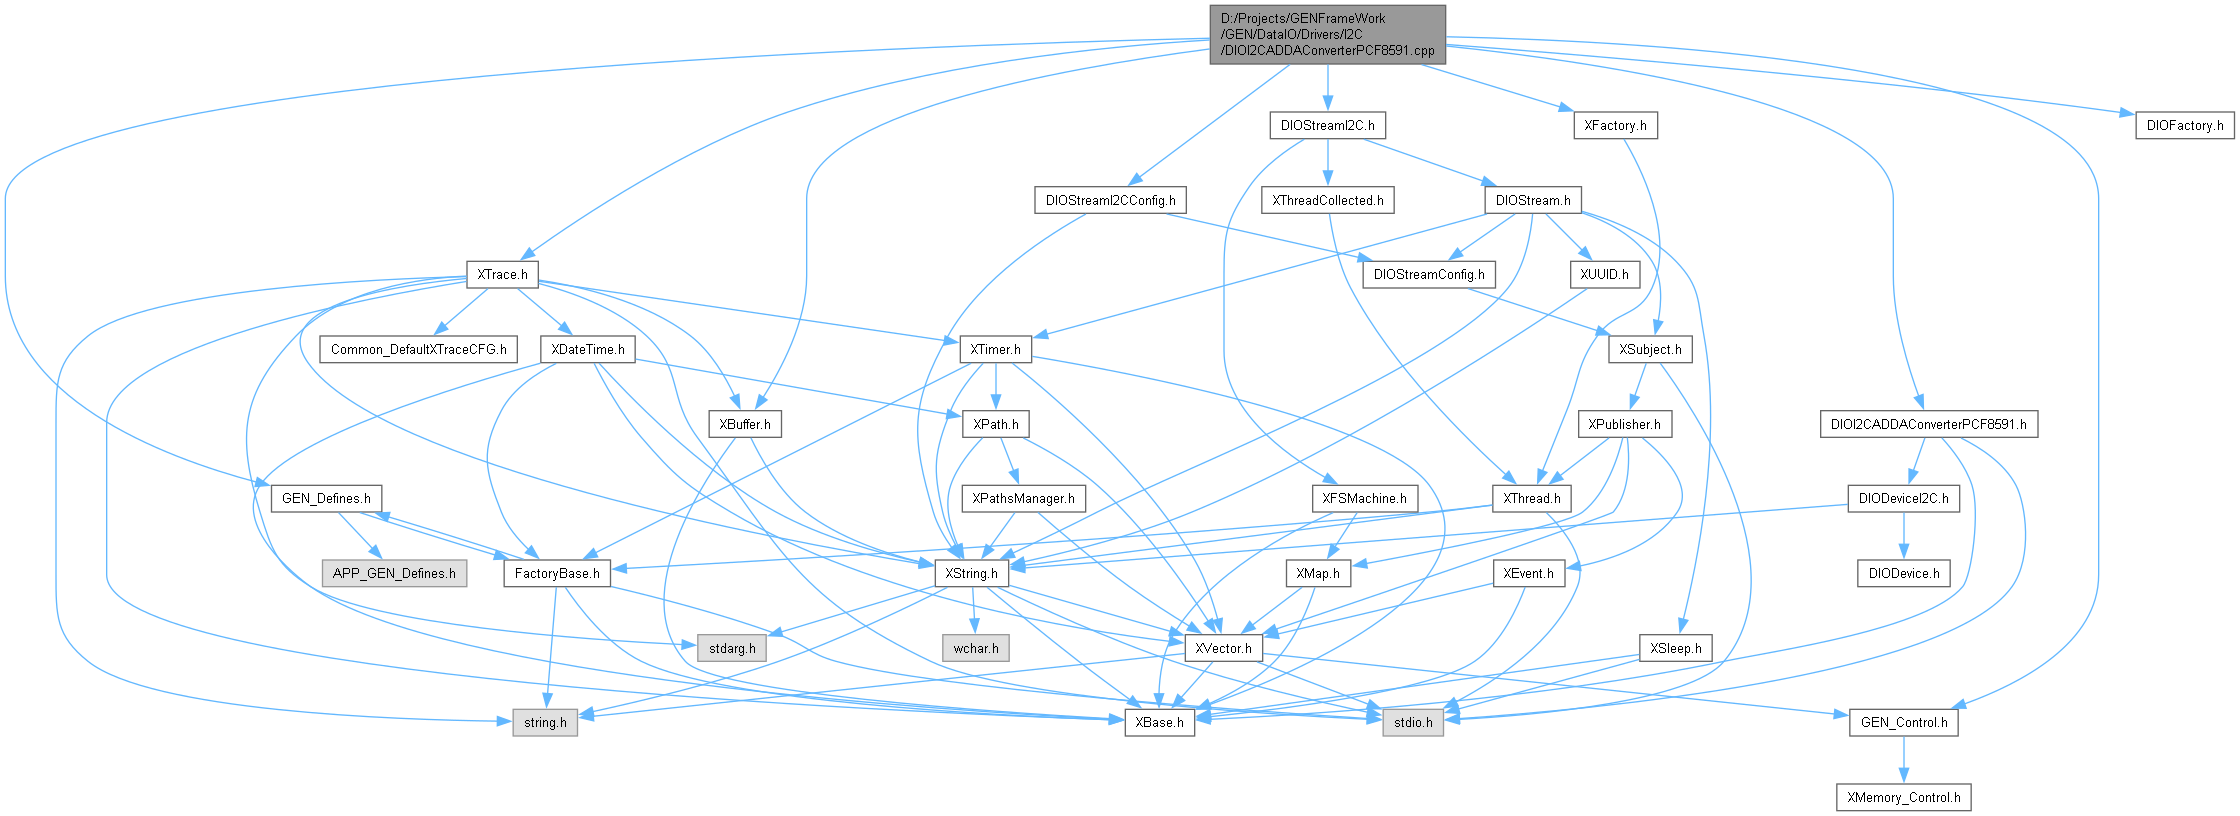 D:/Projects/GENFrameWork
/GEN/DataIO/Drivers/I2C
/DIOI2CADDAConverterPCF8591.cpp
DIOStreamI2C.h
XFactory.h
DIOFactory.h
DIOStreamI2CConfig.h
XThreadCollected.h
DIOStream.h
XTrace.h
DIOStreamConfig.h
XUUID.h
Common_DefaultXTraceCFG.h
XDateTime.h
XTimer.h
XSubject.h
XBuffer.h
XPath.h
XPublisher.h
DIOI2CADDAConverterPCF8591.h
GEN_Defines.h
XPathsManager.h
XFSMachine.h
XThread.h
DIODeviceI2C.h
APP_GEN_Defines.h
FactoryBase.h
XString.h
XMap.h
XEvent.h
DIODevice.h
stdarg.h
wchar.h
XVector.h
XSleep.h
string.h
XBase.h
stdio.h
GEN_Control.h
XMemory_Control.h